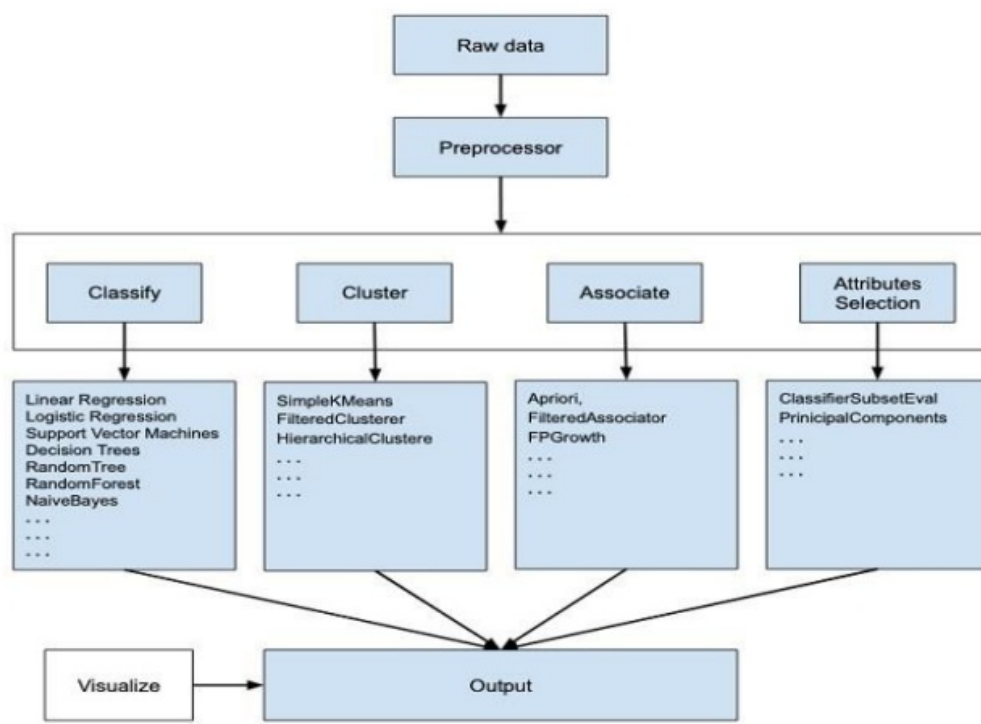 Raw data
Preprocessor
Classify
Cluster
Associate
Attributes
Selection
Linear Regression
Logistic Regression
Support Vector Machines
Decision Trees
RandomTree
RandomForest
NaiveBayes
. . .
. . .
. . .
SimpleKMeans
FilteredClusterer
HierarchicalClustere
. . .
. . .
. . .
Apriori,
FilteredAssociator
FPGrowth
. . .
. . .
. . .
ClassifierSubsetEval
PrinicipalComponents
. . .
. . .
. . .
Visualize
Output